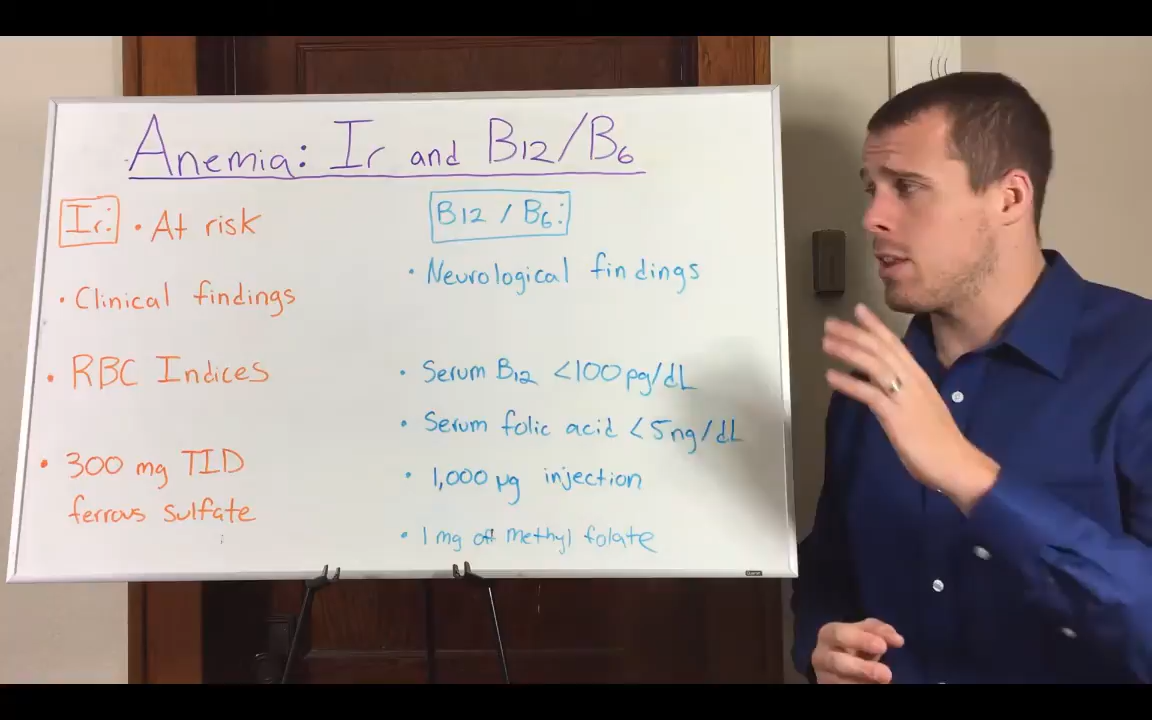 Anemia: Ir and B12/B6
Ir: • At risk
• Clinical findings
• RBC Indices
• 300 mg TID
ferrous sulfate
B12 / B6:
• Neurological findings
• Serum B12 <100 pg/dL
• Serum folic acid <5ng/dL
• 1,000 µg injection
• 1 mg of methyl folate